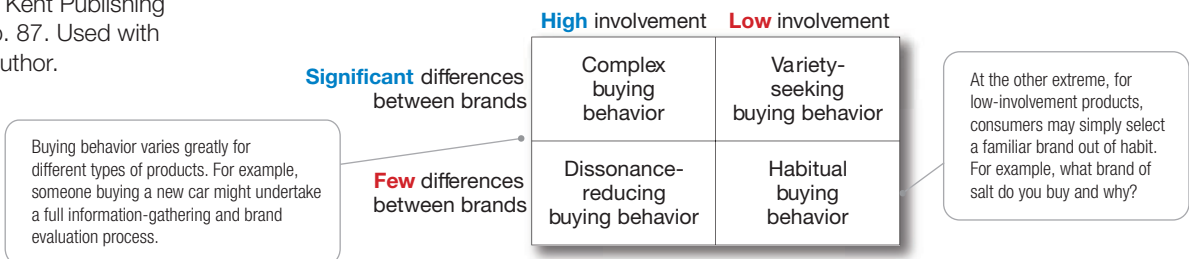 Kent Publishing
. 87. Used with
uthor.
High involvement Low involvement
Significant differences
between brands
Complex
buying
behavior
Variety-
seeking
buying behavior
Few differences
between brands
Dissonance-
reducing
buying behavior
Habitual
buying
behavior
Buying behavior varies greatly for
different types of products. For example,
someone buying a new car might undertake
a full information-gathering and brand
evaluation process.
At the other extreme, for
low-involvement products,
consumers may simply select
a familiar brand out of habit.
For example, what brand of
salt do you buy and why?